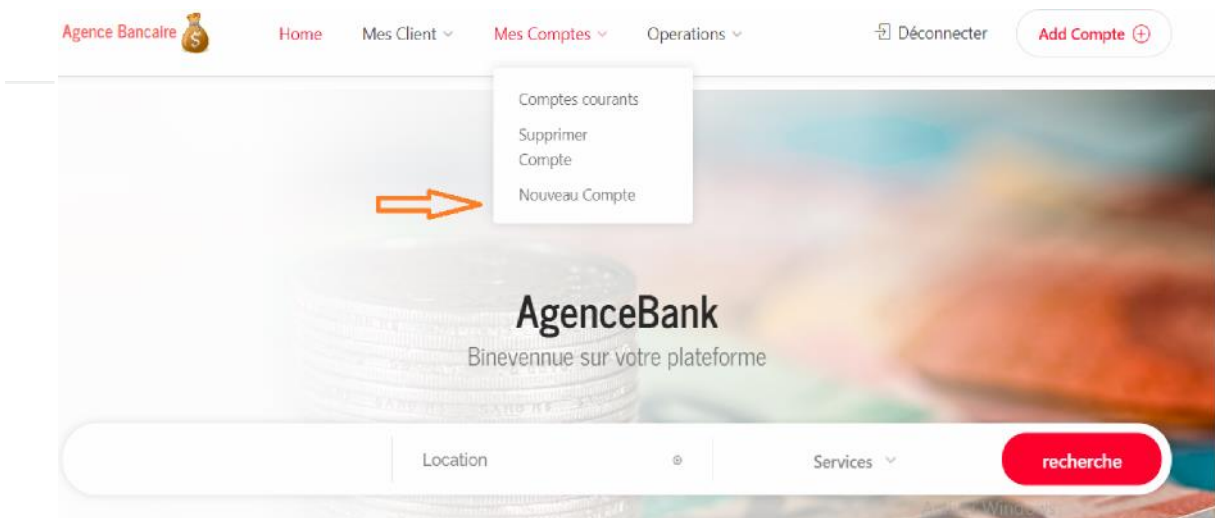 Agence Bancaire
Home
Mes Client
Mes Comptes
Operations
Déconnecter
Add Compte
Comptes courants
Supprimer
Compte
Nouveau Compte
AgenceBank
Binevennue sur votre plateforme
Location
Services
recherche